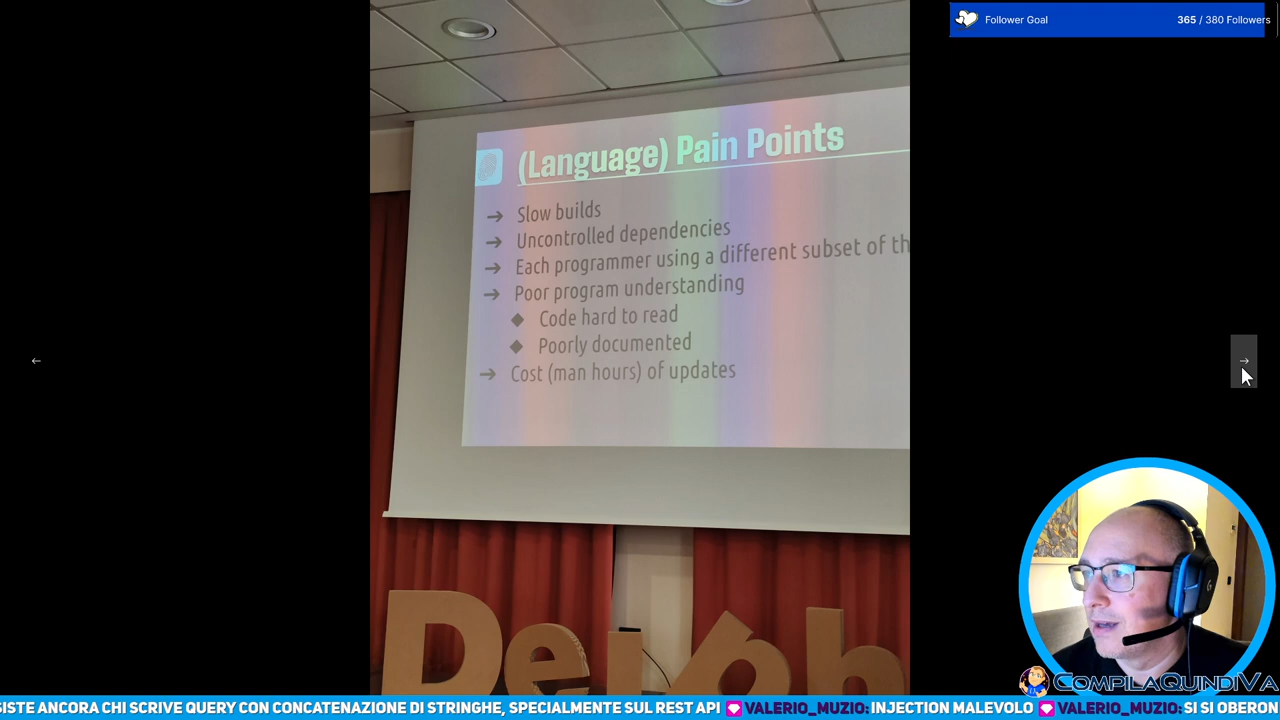 Follower Goal
365 / 380 Followers
(Language) Pain Points
➔ Slow builds
➔ Uncontrolled dependencies
➔ Each programmer using a different subset of th
➔ Poor program understanding
◆ Code hard to read
◆ Poorly documented
➔ Cost (man hours) of updates
Delph
COMPILAQUINDIVA
SISTE ANCORA CHI SCRIVE QUERY CON CONCATENAZIONE DI STRINGHE, SPECIALMENTE SUL REST API VALERIO_MUZIO: INJECTION MALEVOLO VALERIO_MUZIO: SI SI OBERON